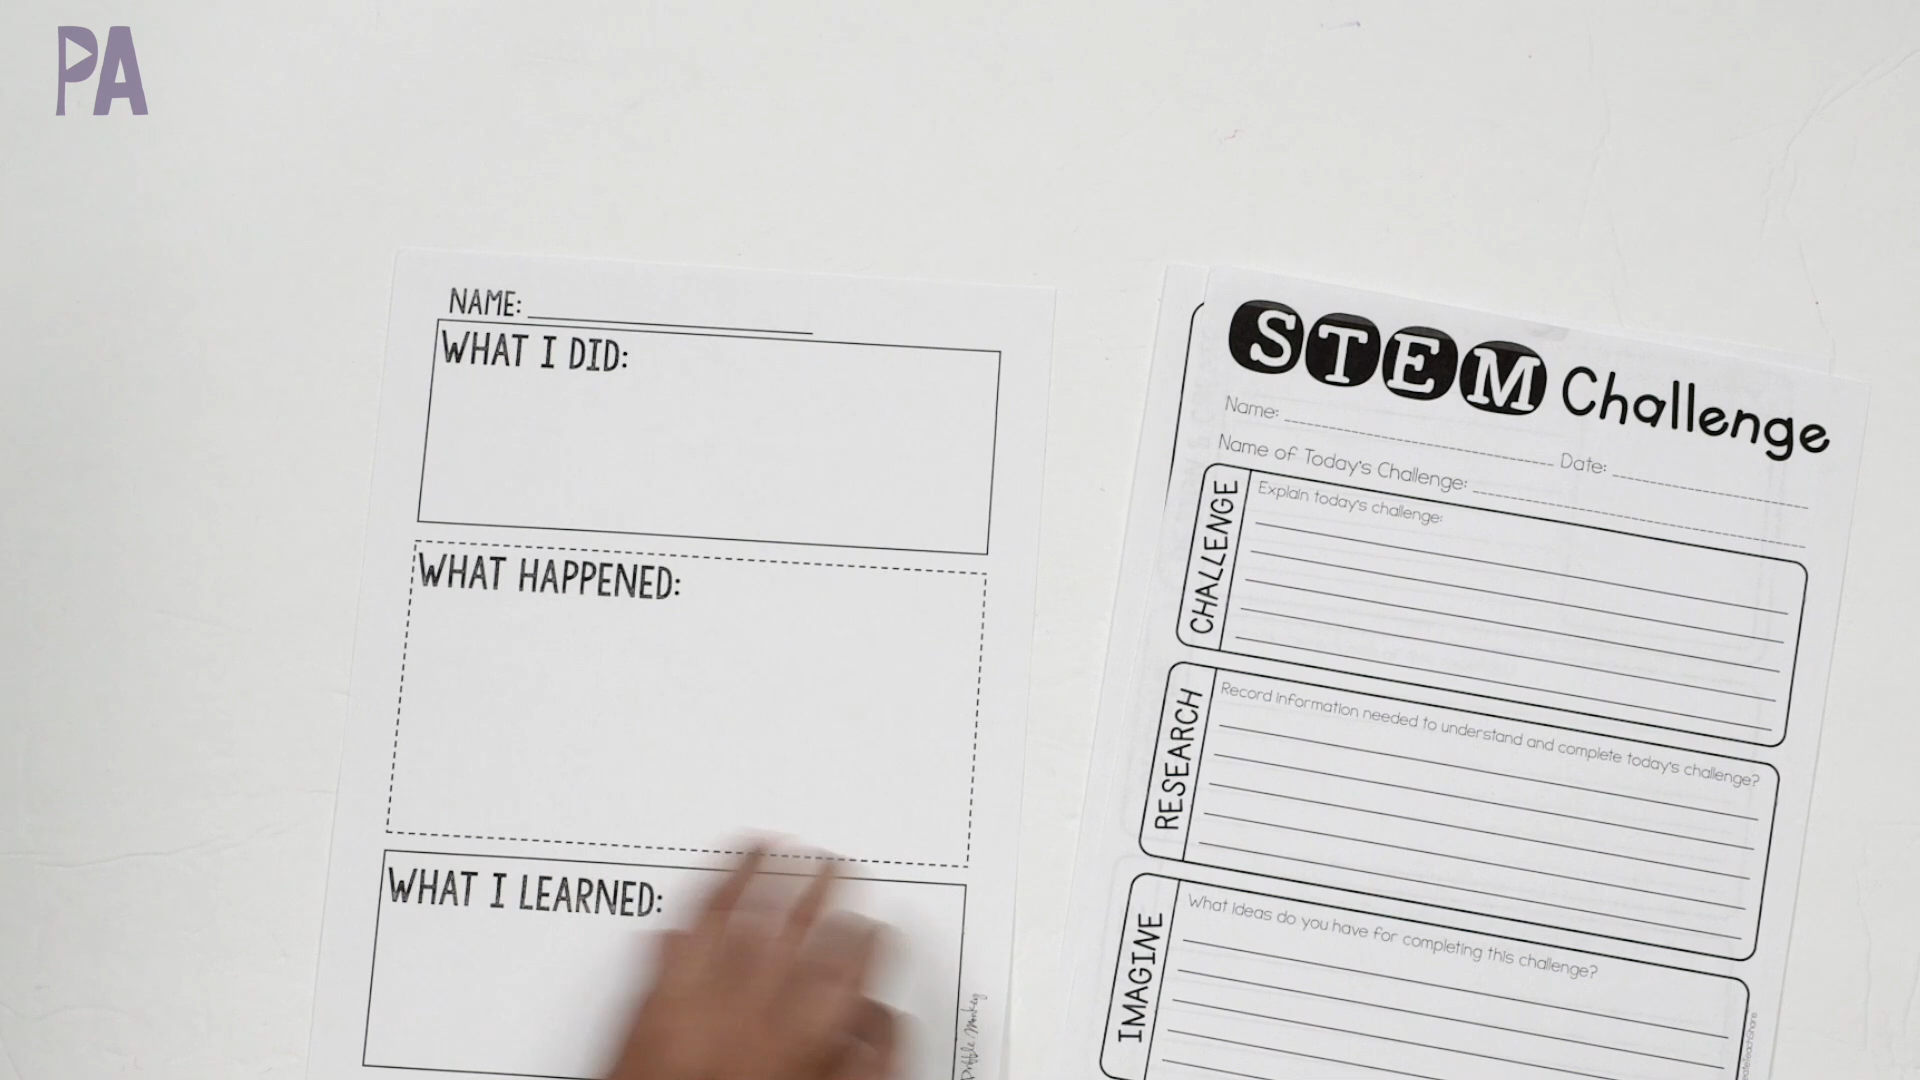 PA
NAME:
WHAT I DID:
WHAT HAPPENED:
WHAT I LEARNED:
STEM Challenge
Name: Date:
Name of Today's Challenge:
CHALLENGE
Explain today's challenge:
RESEARCH
Record information needed to understand and complete today's challenge?
IMAGINE
What ideas do you have for completing this challenge?